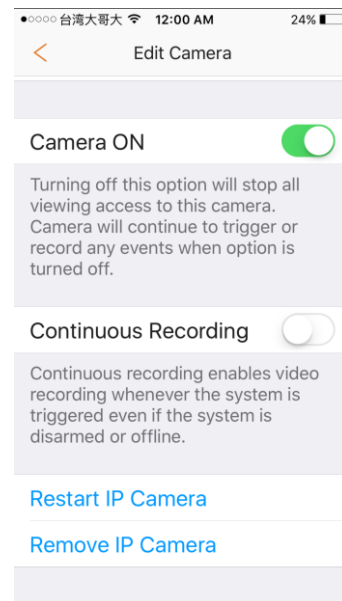 ●○○○○ 台湾大哥大 12:00 AM 24%
Edit Camera
Camera ON
Turning off this option will stop all
viewing access to this camera.
Camera will continue to trigger or
record any events when option is
turned off.
Continuous Recording
Continuous recording enables video
recording whenever the system is
triggered even if the system is
disarmed or offline.
Restart IP Camera
Remove IP Camera